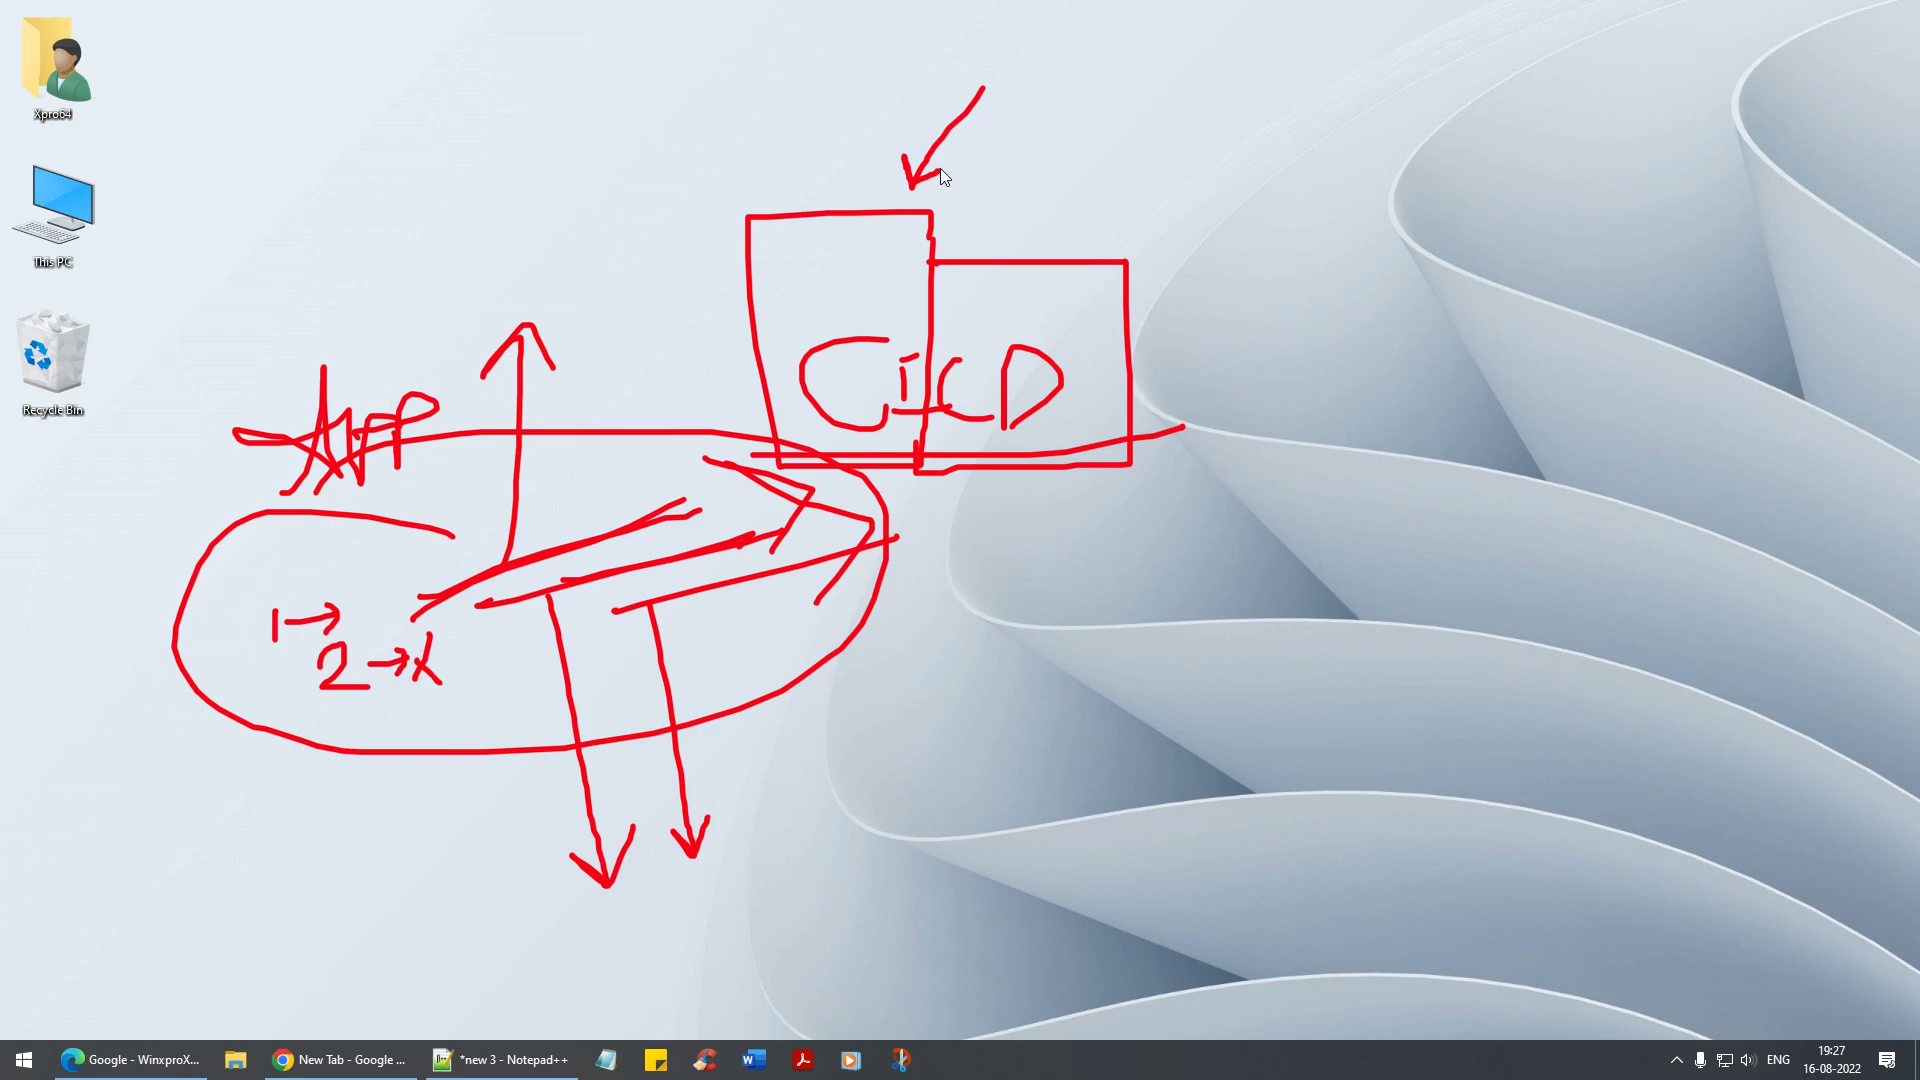 Xpro64
This PC
Recycle Bin
App
CiCD
1→
2→x
Google - WinxproX...
New Tab - Google ...
*new 3 - Notepad++
ENG
19:27
16-08-2022